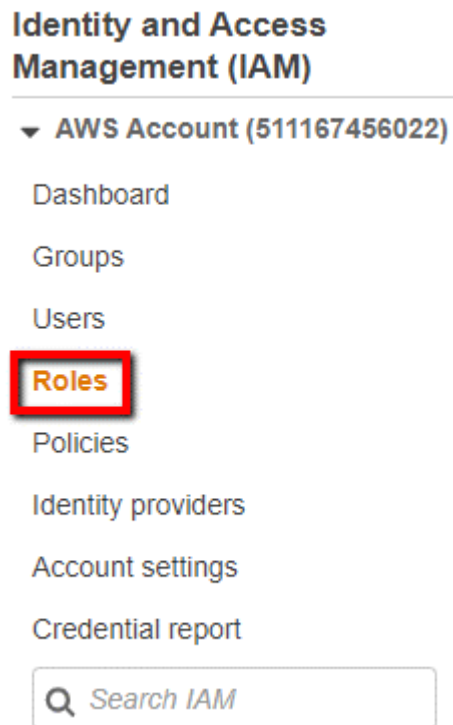 Identity and Access
Management (IAM)
AWS Account (511167456022)
Dashboard
Groups
Users
Roles
Policies
Identity providers
Account settings
Credential report
Search IAM